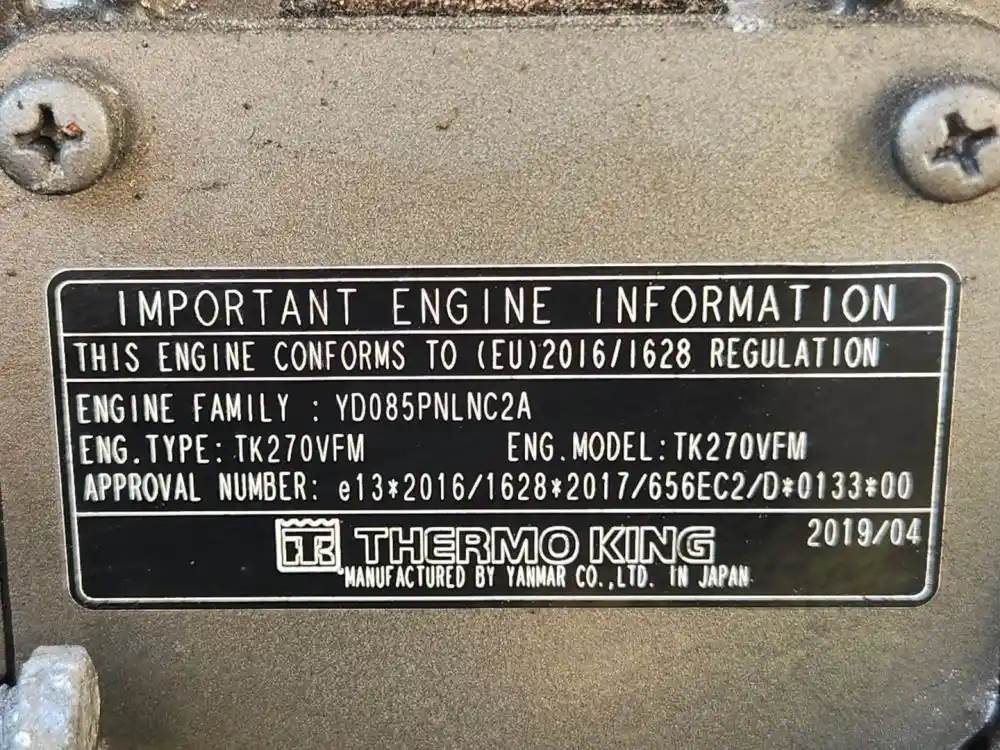 IMPORTANT ENGINE INFORMATION
THIS ENGINE CONFORMS TO (EU)2016/1628 REGULATION
ENGINE FAMILY : YD085PNLNC2A
ENG.TYPE: TK270VFM ENG.MODEL: TK270VFM
APPROVAL NUMBER: e13*2016/1628*2017/656EC2/D*0133*00
TK THERMO KING 2019/04
MANUFACTURED BY YANMAR CO.,LTD. IN JAPAN